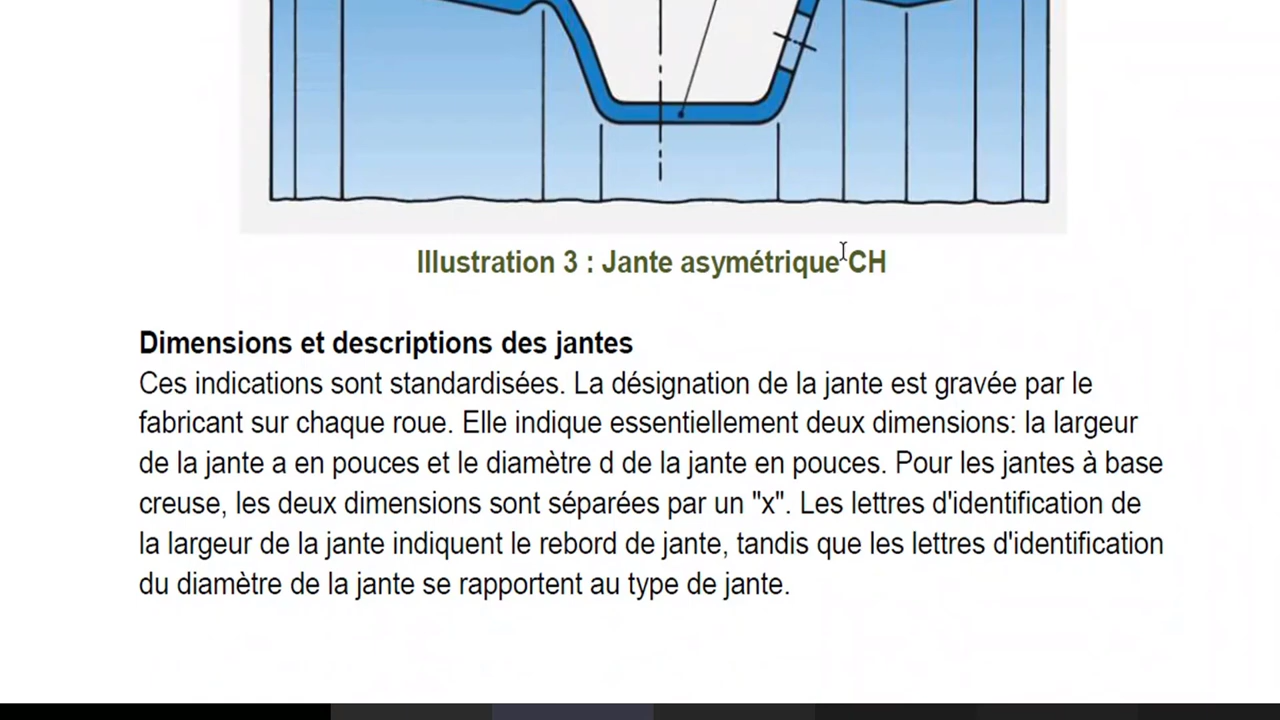 Illustration 3 : Jante asymétrique CH
Dimensions et descriptions des jantes
Ces indications sont standardisées. La désignation de la jante est gravée par le
fabricant sur chaque roue. Elle indique essentiellement deux dimensions: la largeur
de la jante a en pouces et le diamètre d de la jante en pouces. Pour les jantes à base
creuse, les deux dimensions sont séparées par un "x". Les lettres d'identification de
la largeur de la jante indiquent le rebord de jante, tandis que les lettres d'identification
du diamètre de la jante se rapportent au type de jante.